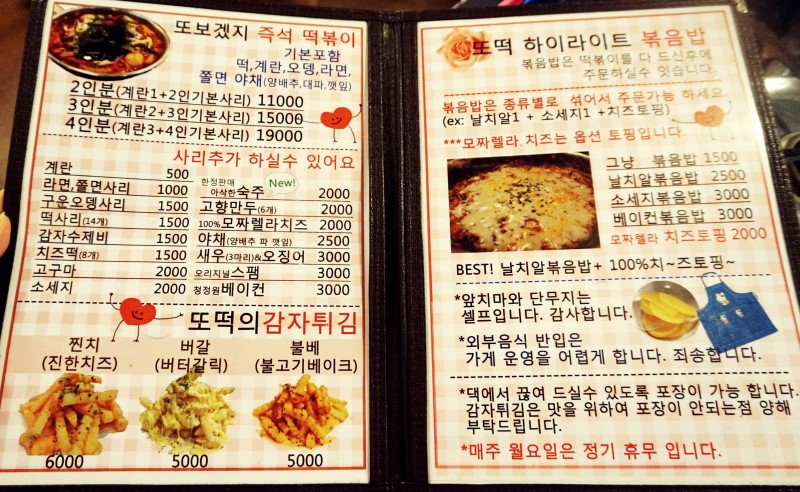 또보겠지 즉석 떡볶이
기본포함
떡,계란,오뎅,라면,
쫄면 야채(양배추,대파,깻잎)
2인분(계란1+2인기본사리) 11000
3인분(계란2+3인기본사리) 15000
4인분(계란3+4인기본사리) 19000
사리추가 하실수 있어요
계란 500
라면,쫄면사리 1000
구운오뎅사리 1500
떡사리(14개) 1500
감자수제비 1500
치즈떡(8개) 1500
고구마 2000
소세지 2000
한정판매 New!
아삭한숙주 2000
고향만두(6개) 2000
100%모짜렐라치즈 2000
야채(양배추 파 깻잎) 2500
새우(3마리)&오징어 3000
오리지널스팸 3000
청정원베이컨 3000
또떡의감자튀김
찐치
(진한치즈)
버갈
(버터갈릭)
불베
(불고기베이크)
6000
5000
5000
또떡 하이라이트 볶음밥
볶음밥은 떡볶이를 다 드신후에
주문하실수 잇습니다.
볶음밥은 종류별로 섞어서 주문가능 하세요
(ex: 날치알1 + 소세지1 +치즈토핑)
***모짜렐라 치즈는 옵션 토핑입니다.
그냥 볶음밥 1500
날치알볶음밥 2500
소세지볶음밥 3000
베이컨볶음밥 3000
모짜렐라 치즈토핑 2000
BEST! 날치알볶음밥+ 100%치~즈토핑~
*앞치마와 단무지는
셀프입니다. 감사합니다.
*외부음식 반입은
가게 운영을 어렵게 합니다. 죄송합니다.
*댁에서 끊여 드실수 있도록 포장이 가능 합니다.
감자튀김은 맛을 위하여 포장이 안되는점 양해
부탁드립니다.
*매주 월요일은 정기 휴무 입니다.